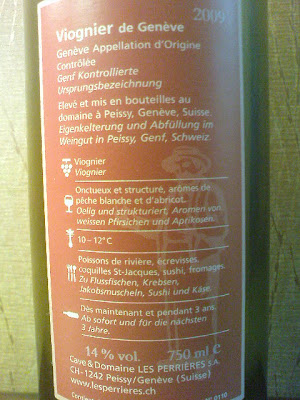 2009
Viognier de Genève
Genève Appellation d'Origine
Contrôlée
Genf Kontrollierte
Ursprungsbezeichnung
Elevé et mis en bouteilles au
domaine à Peissy, Genève, Suisse.
Eigenkelterung und Abfüllung im
Weingut in Peissy, Genf, Schweiz.
Viognier
Viognier
Onctueux et structuré, arômes de
pêche blanche et d'abricot.
Oelig und strukturiert, Aromen von
weissen Pfirsichen und Aprikosen.
10 – 12° C
Poissons de rivière, écrevisses,
coquilles St-Jacques, sushi, fromages.
Zu Flussfischen, Krebsen,
Jakobsmuscheln, Sushi und Käse.
Dès maintenant et pendant 3 ans.
Ab sofort und für die nächsten
3 Jahre.
14 % vol. 750 ml e
Cave & Domaine LES PERRIÈRES S.A.
CH-1242 Peissy/Genève (Suisse)
www.lesperrieres.ch